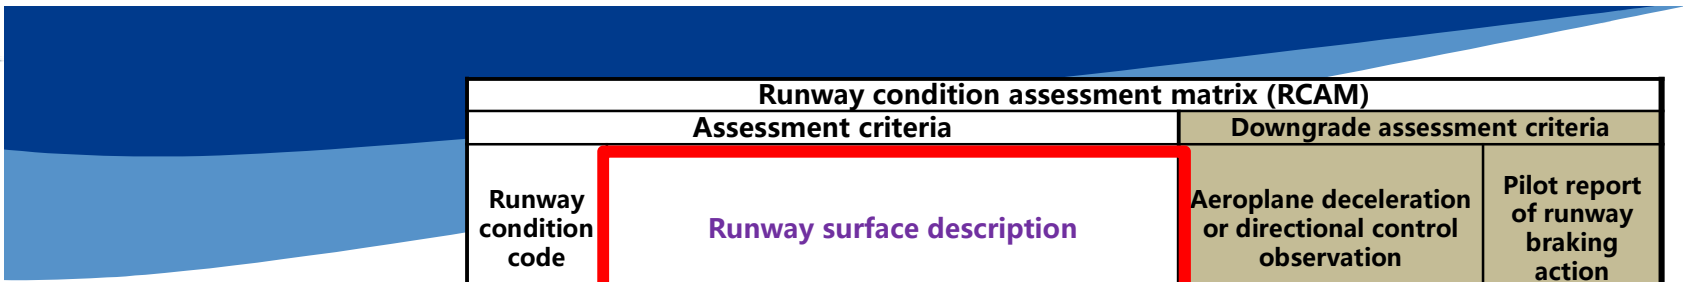 Runway condition assessment matrix (RCAM)
Assessment criteria
Downgrade assessment criteria
Runway
condition
code
Runway surface description
Aeroplane deceleration
or directional control
observation
Pilot report
of runway
braking
action